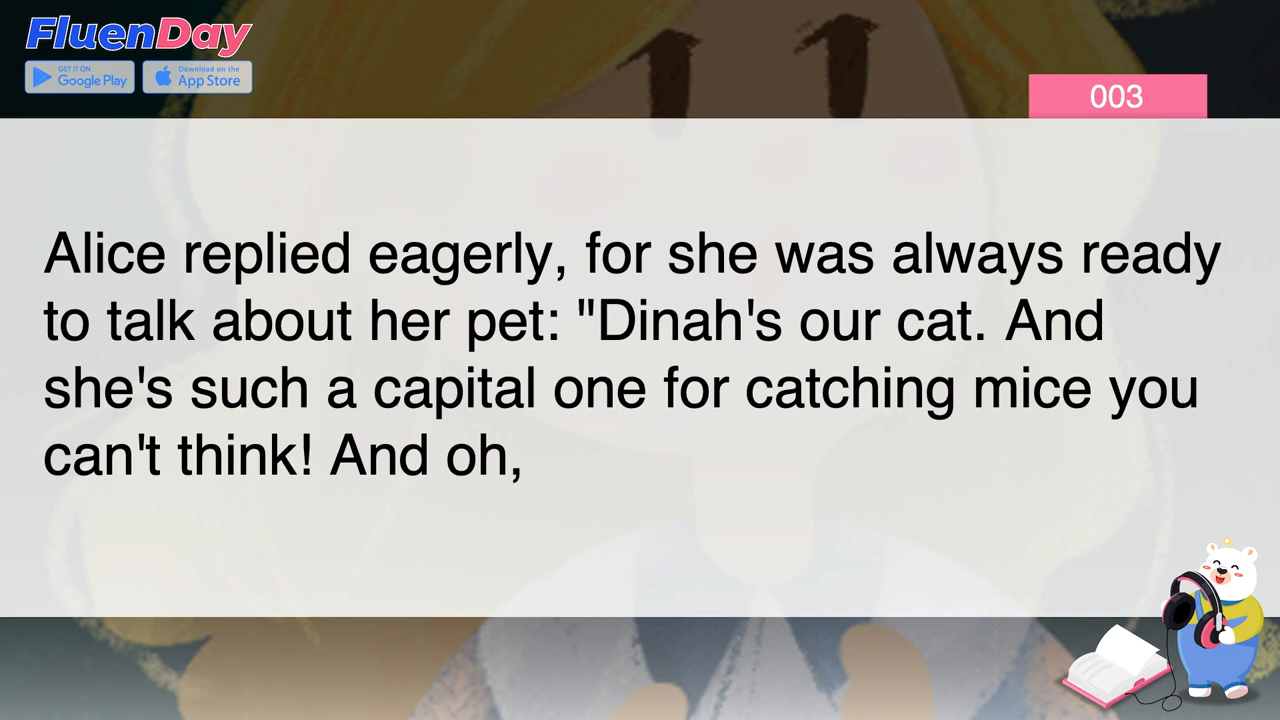 FluenDay
GET IT ON
Google Play
Download on the
App Store
003
Alice replied eagerly, for she was always ready
to talk about her pet: "Dinah's our cat. And
she's such a capital one for catching mice you
can't think! And oh,